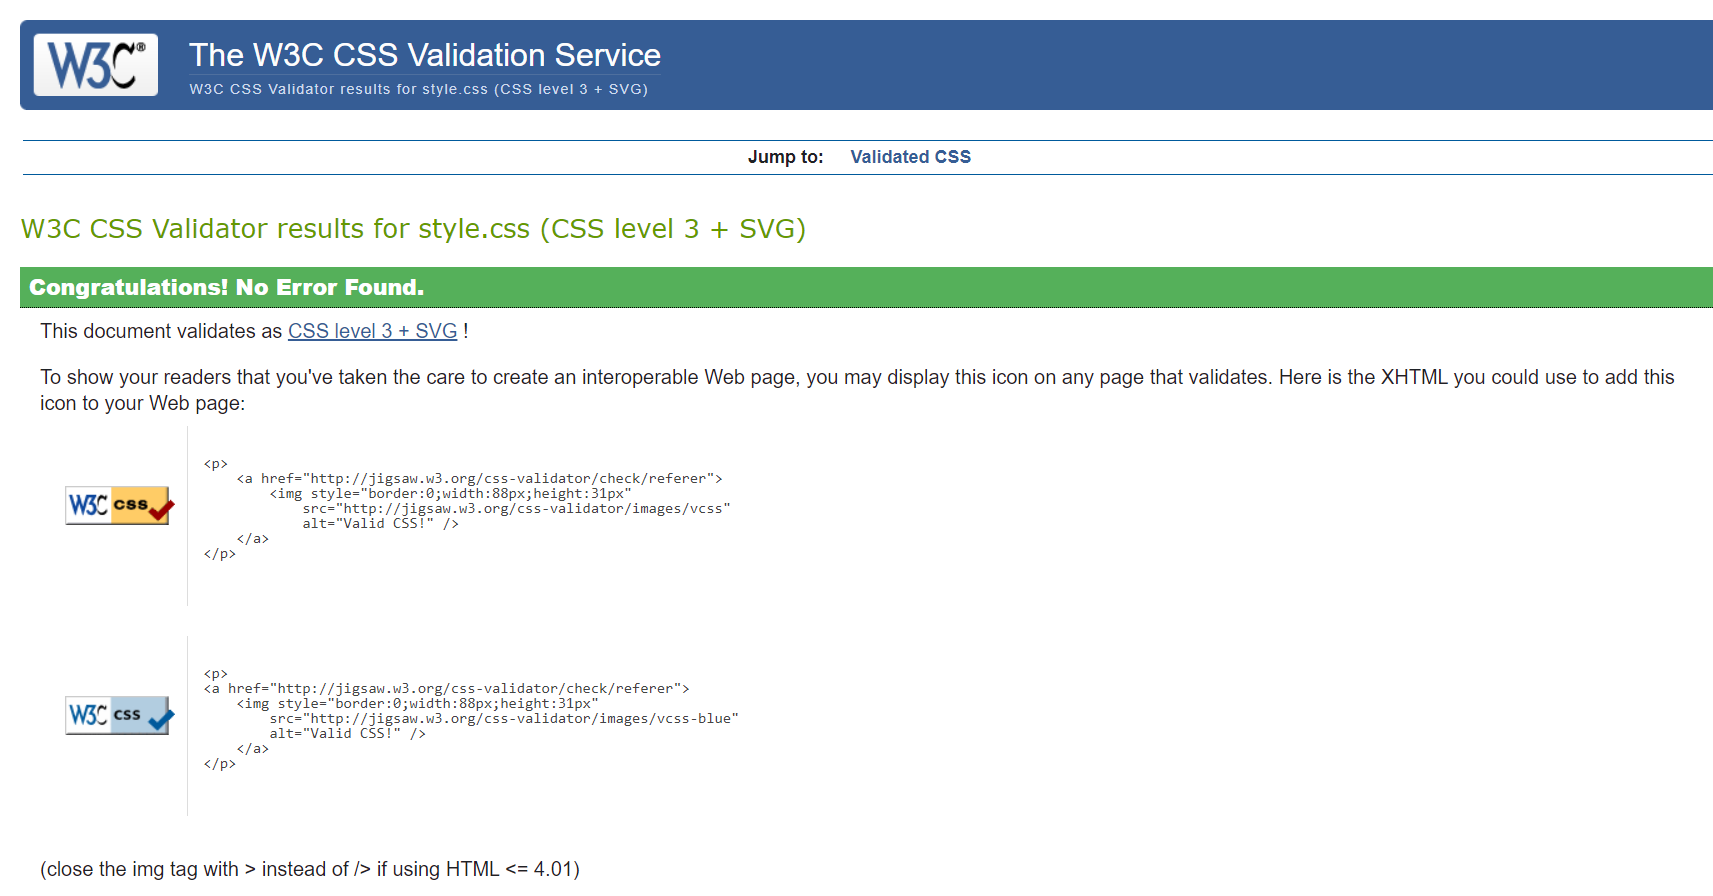 W3C®
The W3C CSS Validation Service
W3C CSS Validator results for style.css (CSS level 3 + SVG)
Jump to: Validated CSS
W3C CSS Validator results for style.css (CSS level 3 + SVG)
Congratulations! No Error Found.
This document validates as CSS level 3 + SVG !
To show your readers that you've taken the care to create an interoperable Web page, you may display this icon on any page that validates. Here is the XHTML you could use to add this
icon to your Web page:
W3C css
<p>
    <a href="http://jigsaw.w3.org/css-validator/check/referer">
        <img style="border:0;width:88px;height:31px"
            src="http://jigsaw.w3.org/css-validator/images/vcss"
            alt="Valid CSS!" />
    </a>
</p>
W3C css
<p>
<a href="http://jigsaw.w3.org/css-validator/check/referer">
    <img style="border:0;width:88px;height:31px"
        src="http://jigsaw.w3.org/css-validator/images/vcss-blue"
        alt="Valid CSS!" />
    </a>
</p>
(close the img tag with > instead of /> if using HTML <= 4.01)